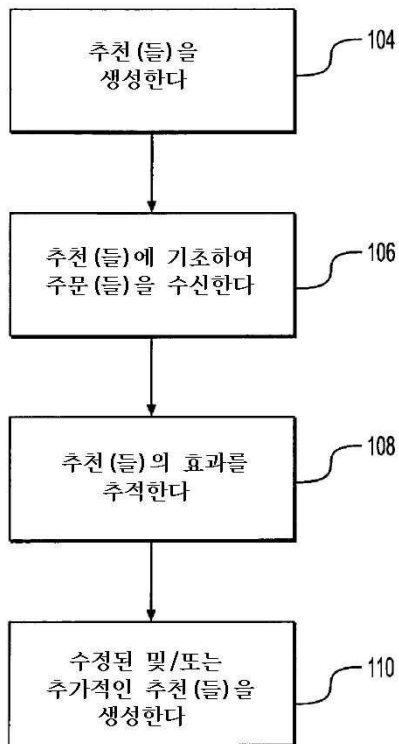 추천(들)을
생성한다
104
추천(들)에 기초하여
주문(들)을 수신한다
106
추천(들)의 효과를
추적한다
108
수정된 및/또는
추가적인 추천(들)을
생성한다
110